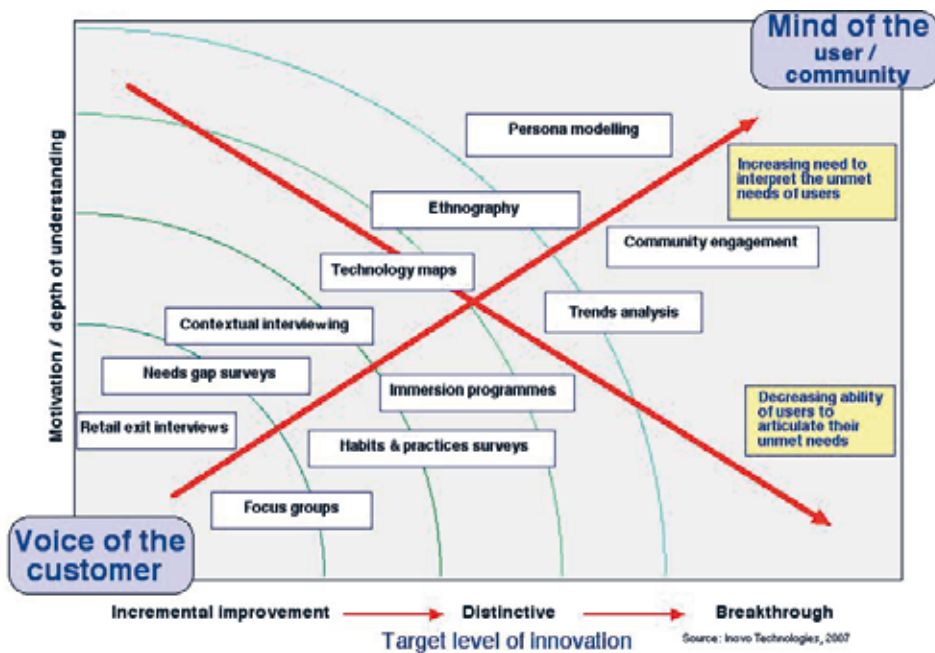 Mind of the
user /
community
Persona modelling
Increasing need to
interpret the unmet
needs of users
Ethnography
Community engagement
Technology maps
Trends analysis
Contextual interviewing
Needs gap surveys
Immersion programmes
Decreasing ability
of users to
articulate their
unmet needs
Retail exit interviews
Habits & practices surveys
Focus groups
Motivation / depth of understanding
Voice of the
customer
Incremental improvement
Distinctive
Breakthrough
Target level of innovation
Source: Inovo Technologies, 2007